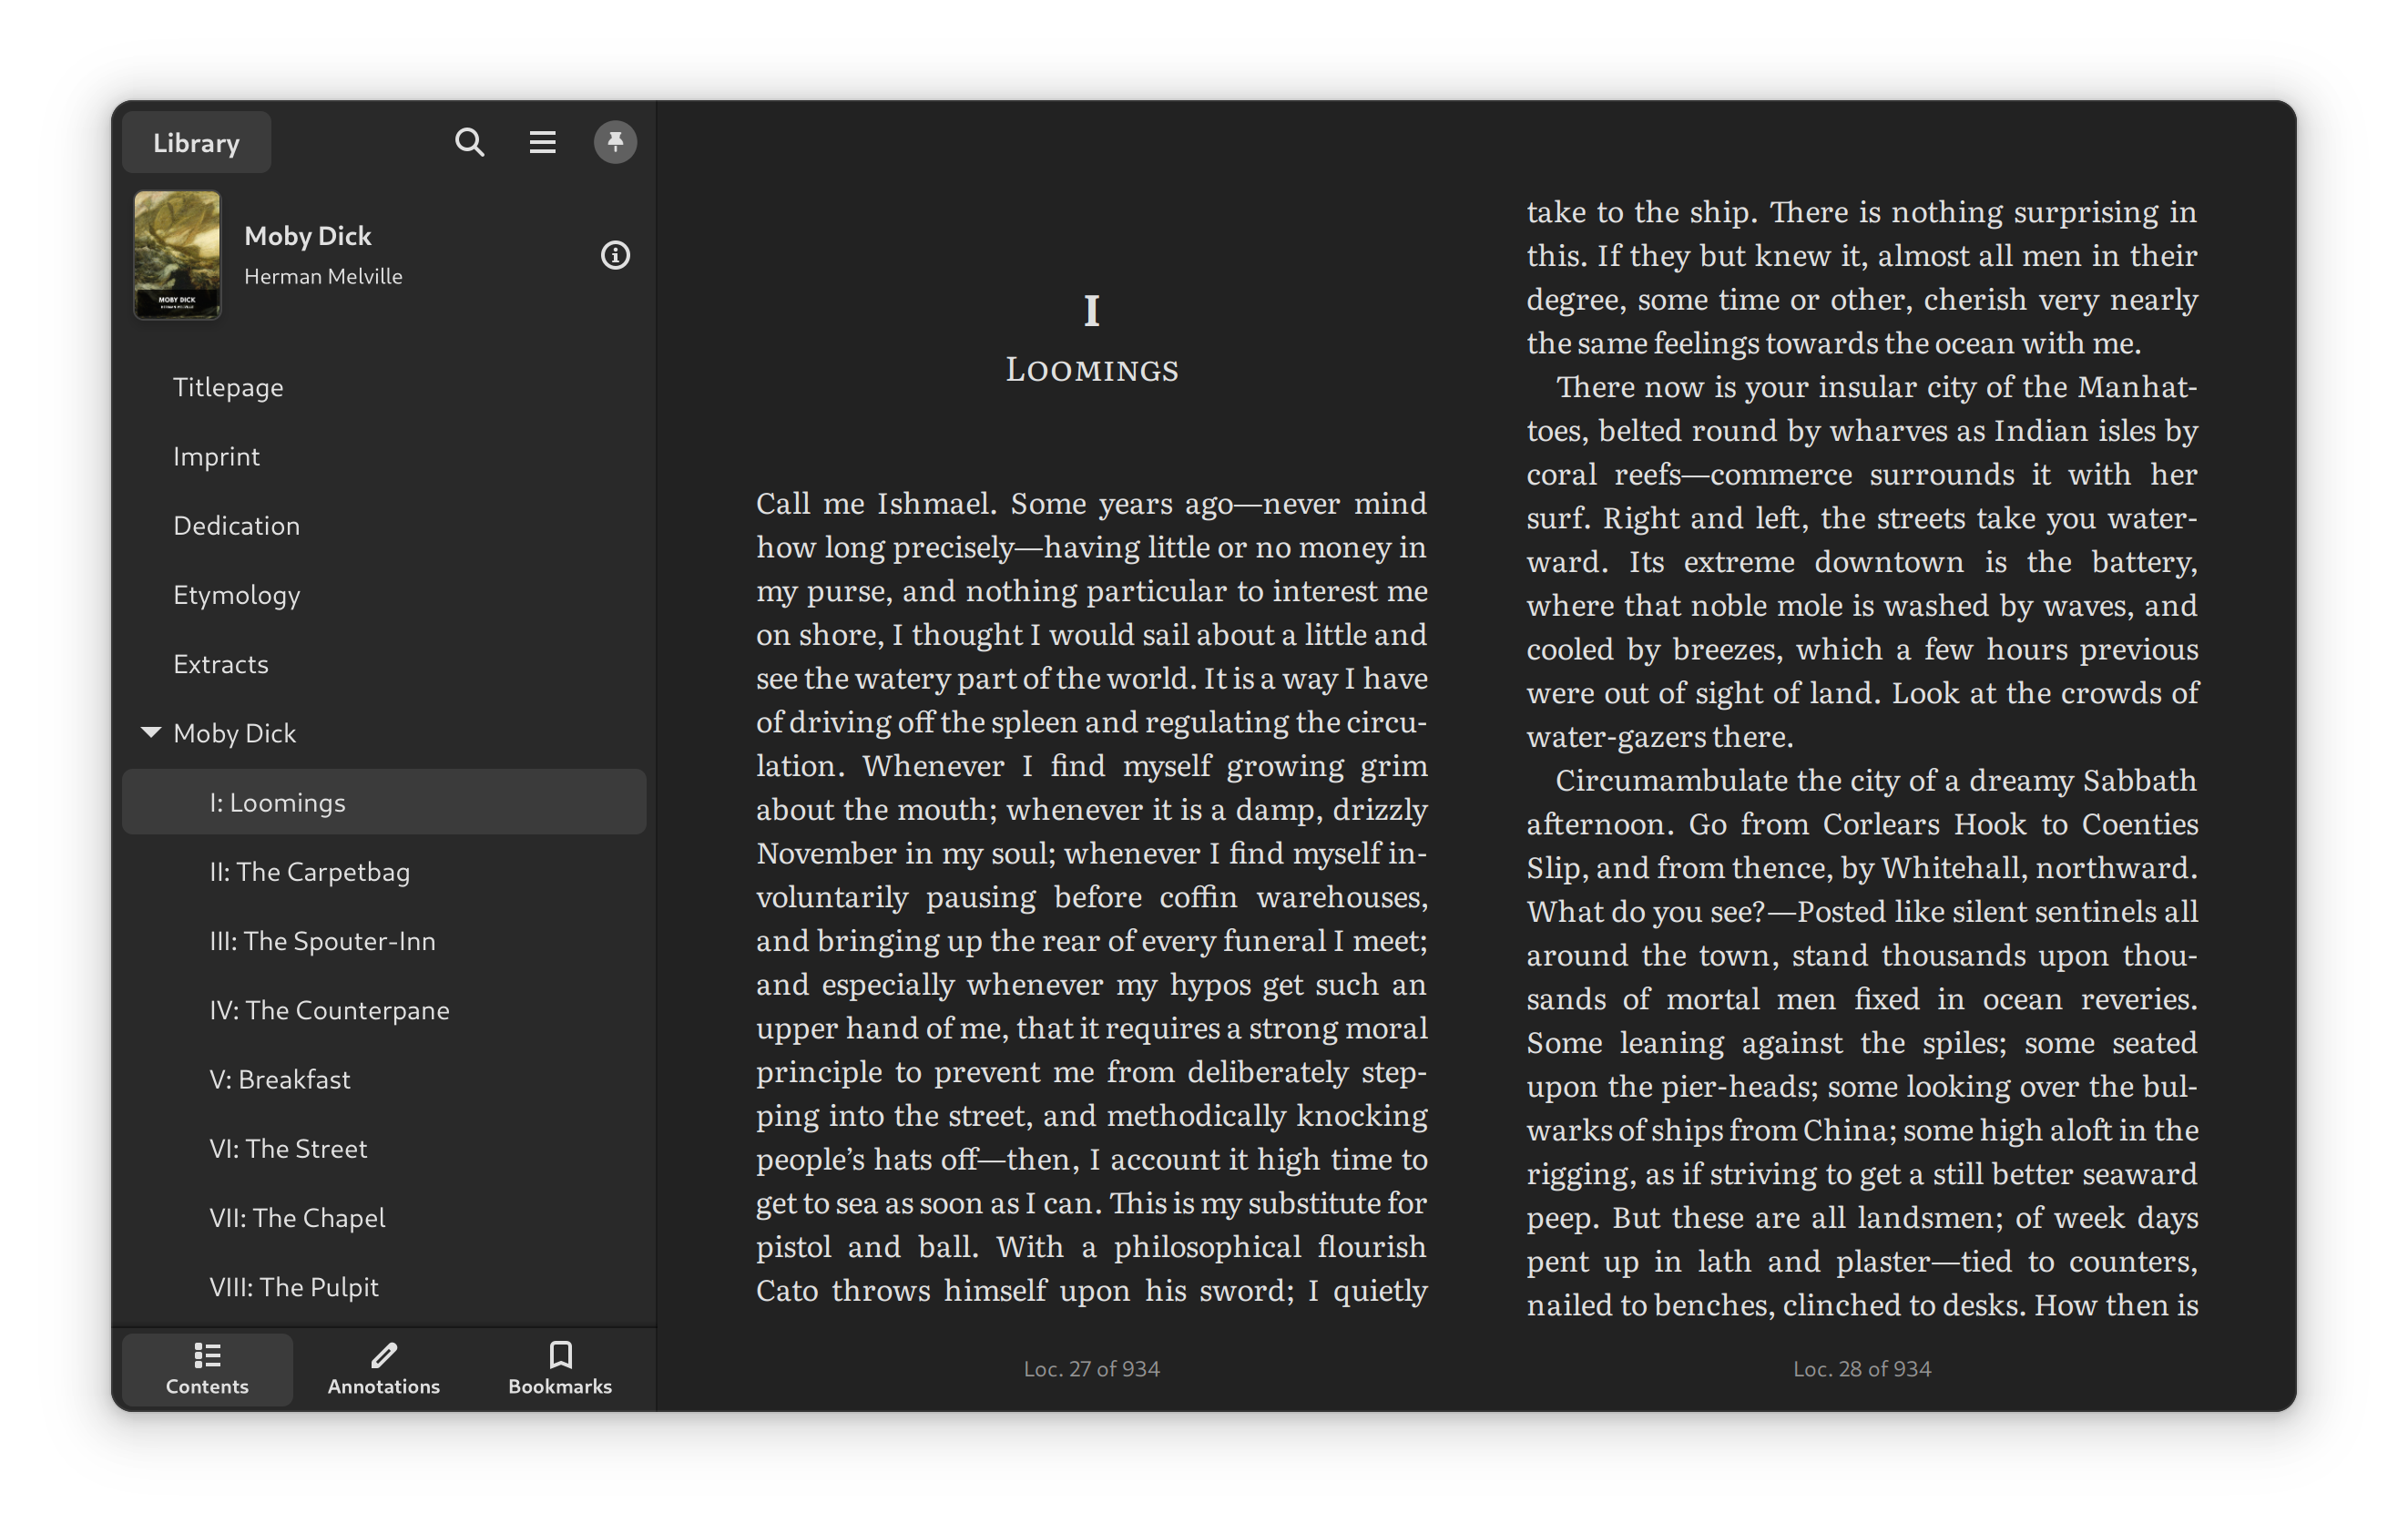 Library
MOBY DICK
HERMAN MELVILLE
Moby Dick
Herman Melville
Titlepage
Imprint
Dedication
Etymology
Extracts
Moby Dick
I: Loomings
II: The Carpetbag
III: The Spouter-Inn
IV: The Counterpane
V: Breakfast
VI: The Street
VII: The Chapel
VIII: The Pulpit
Contents
Annotations
Bookmarks
I
Loomings
Call me Ishmael. Some years ago—never mind
how long precisely—having little or no money in
my purse, and nothing particular to interest me
on shore, I thought I would sail about a little and
see the watery part of the world. It is a way I have
of driving off the spleen and regulating the circu-
lation. Whenever I find myself growing grim
about the mouth; whenever it is a damp, drizzly
November in my soul; whenever I find myself in-
voluntarily pausing before coffin warehouses,
and bringing up the rear of every funeral I meet;
and especially whenever my hypos get such an
upper hand of me, that it requires a strong moral
principle to prevent me from deliberately step-
ping into the street, and methodically knocking
people’s hats off—then, I account it high time to
get to sea as soon as I can. This is my substitute for
pistol and ball. With a philosophical flourish
Cato throws himself upon his sword; I quietly
Loc. 27 of 934
take to the ship. There is nothing surprising in
this. If they but knew it, almost all men in their
degree, some time or other, cherish very nearly
the same feelings towards the ocean with me.
There now is your insular city of the Manhat-
toes, belted round by wharves as Indian isles by
coral reefs—commerce surrounds it with her
surf. Right and left, the streets take you water-
ward. Its extreme downtown is the battery,
where that noble mole is washed by waves, and
cooled by breezes, which a few hours previous
were out of sight of land. Look at the crowds of
water-gazers there.
Circumambulate the city of a dreamy Sabbath
afternoon. Go from Corlears Hook to Coenties
Slip, and from thence, by Whitehall, northward.
What do you see?—Posted like silent sentinels all
around the town, stand thousands upon thou-
sands of mortal men fixed in ocean reveries.
Some leaning against the spiles; some seated
upon the pier-heads; some looking over the bul-
warks of ships from China; some high aloft in the
rigging, as if striving to get a still better seaward
peep. But these are all landsmen; of week days
pent up in lath and plaster—tied to counters,
nailed to benches, clinched to desks. How then is
Loc. 28 of 934